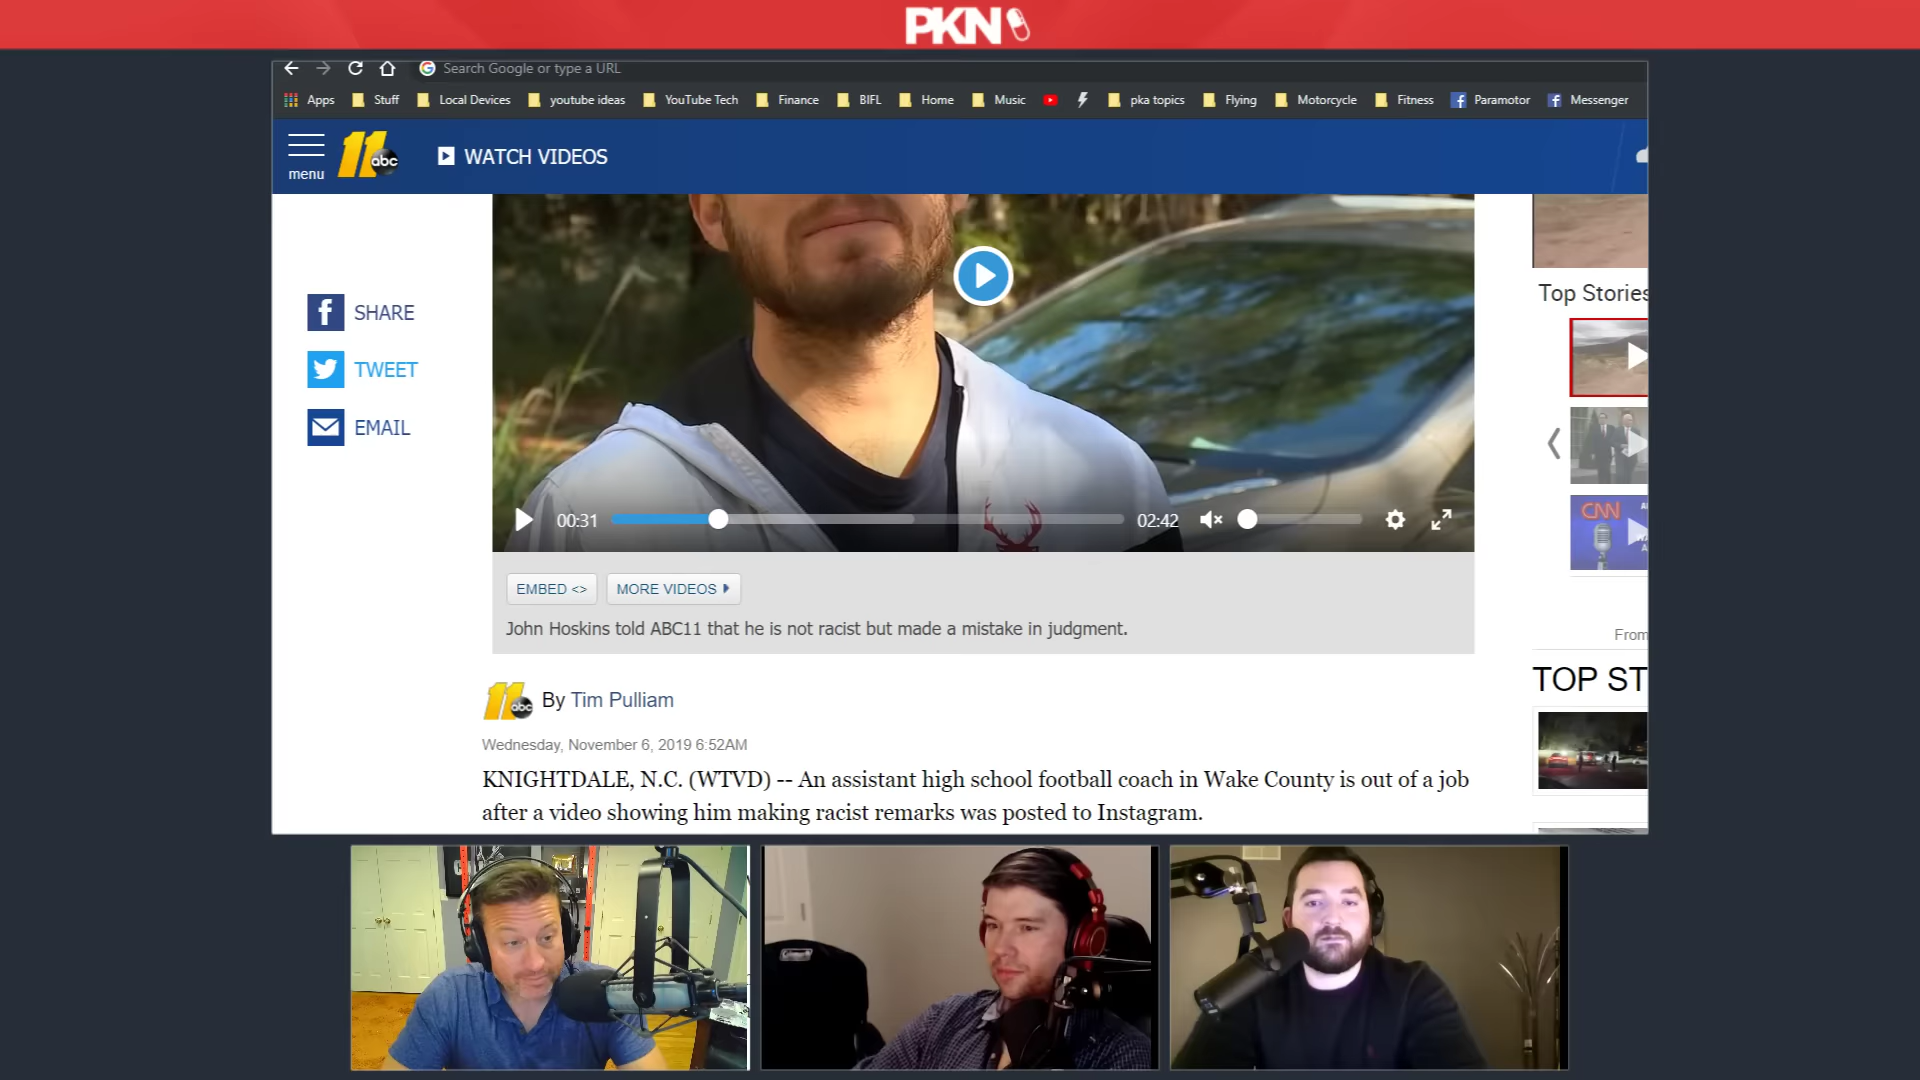 PKN
Search Google or type a URL
Apps Stuff Local Devices youtube ideas YouTube Tech Finance BIFL Home Music pka topics Flying Motorcycle Fitness Paramotor Messenger
menu
11 abc
WATCH VIDEOS
SHARE
TWEET
EMAIL
00:31
02:42
EMBED <>
MORE VIDEOS
John Hoskins told ABC11 that he is not racist but made a mistake in judgment.
Top Stories
CNN
From
TOP ST
11 abc
By Tim Pulliam
Wednesday, November 6, 2019 6:52AM
KNIGHTDALE, N.C. (WTVD) -- An assistant high school football coach in Wake County is out of a job
after a video showing him making racist remarks was posted to Instagram.